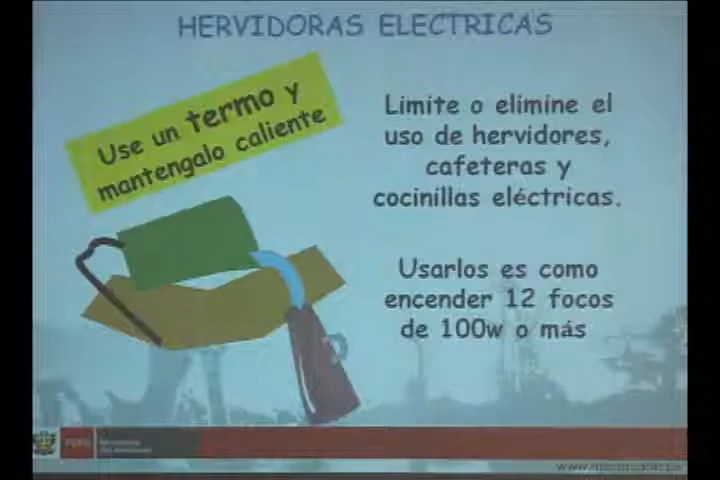 HERVIDORAS ELECTRICAS
Use un termo y
mantengalo caliente
Limite o elimine el
uso de hervidores,
cafeteras y
cocinillas eléctricas.
Usarlos es como
encender 12 focos
de 100w o más
PERÚ